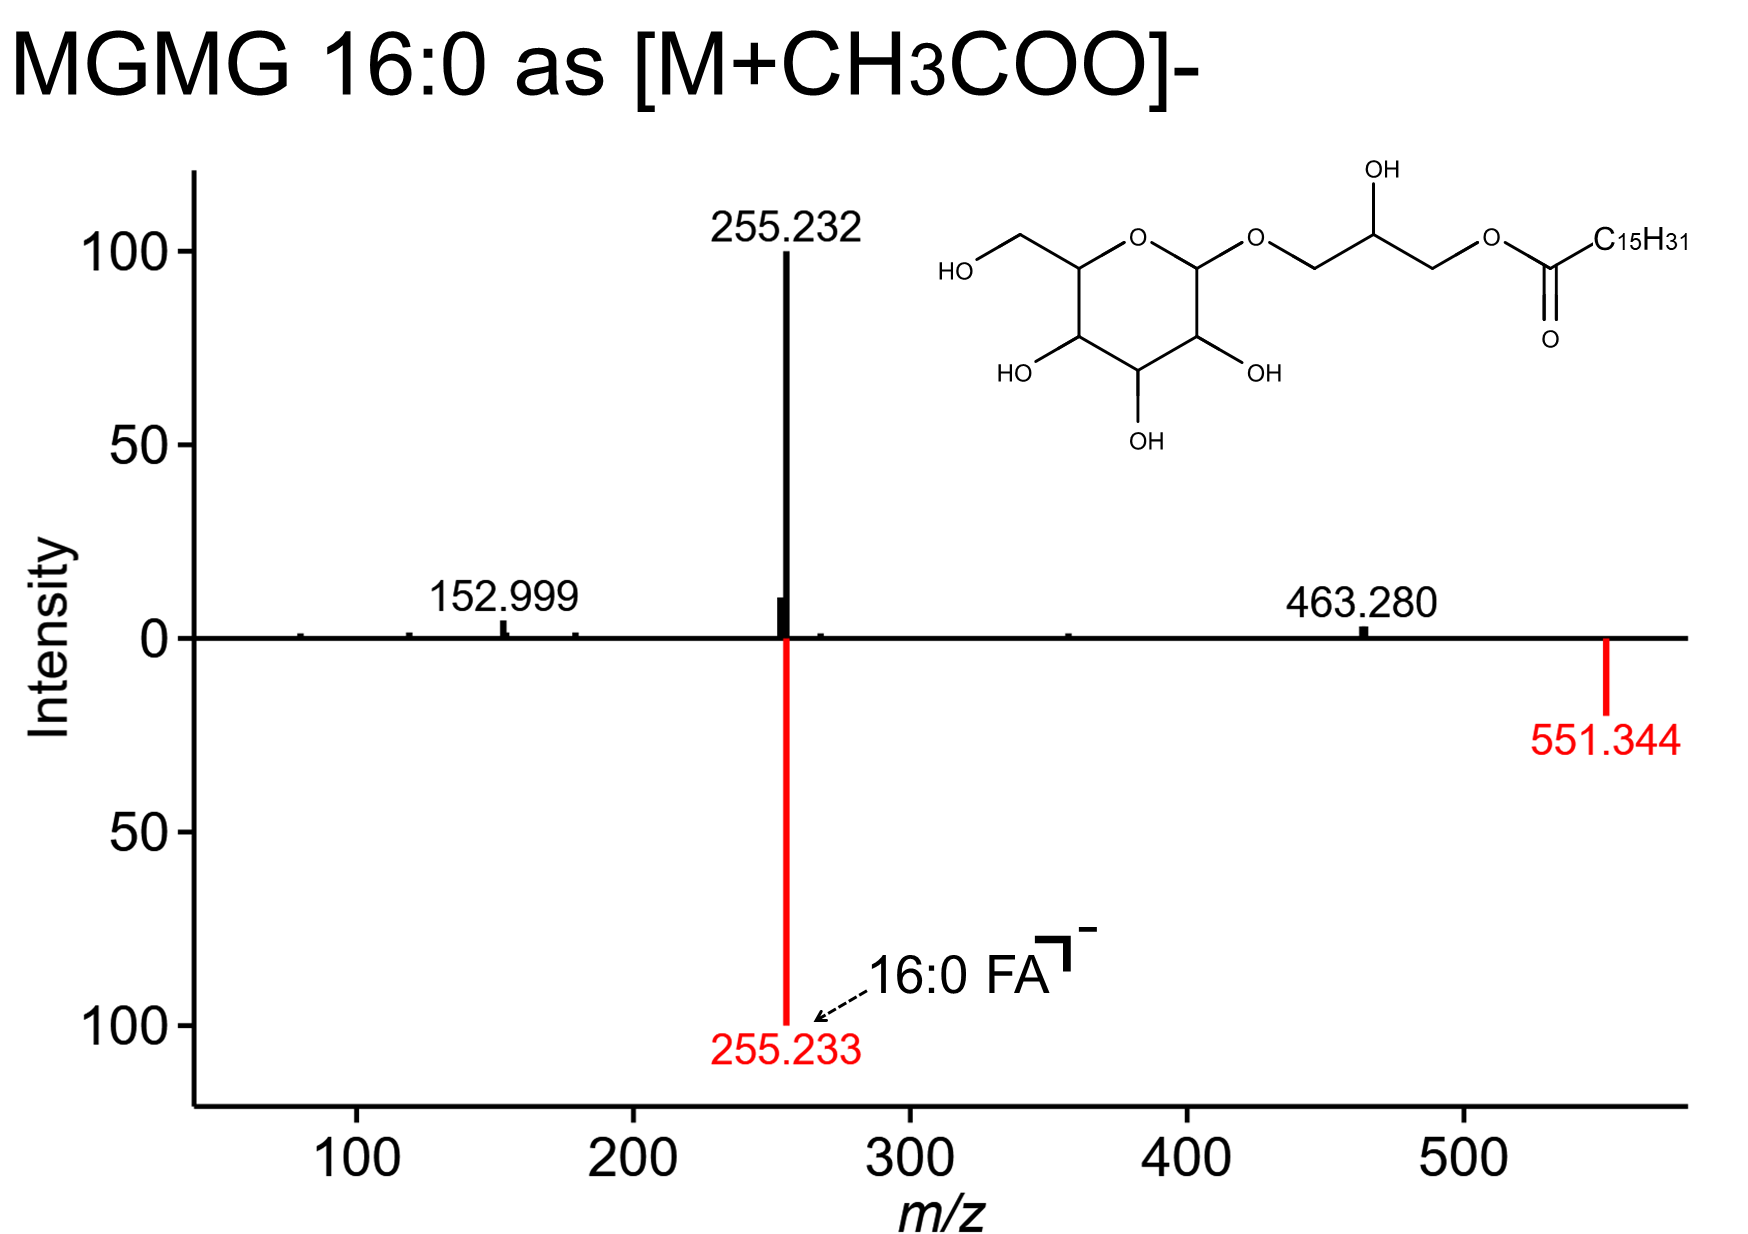 MGMG 16:0 as [M+CH3COO]-
OH
255.232
100
O
O
O
C15H31
HO
O
HO
OH
OH
50
152.999
463.280
0
Intensity
551.344
50
16:0 FA
100
255.233
100
200
300
400
500
m/z